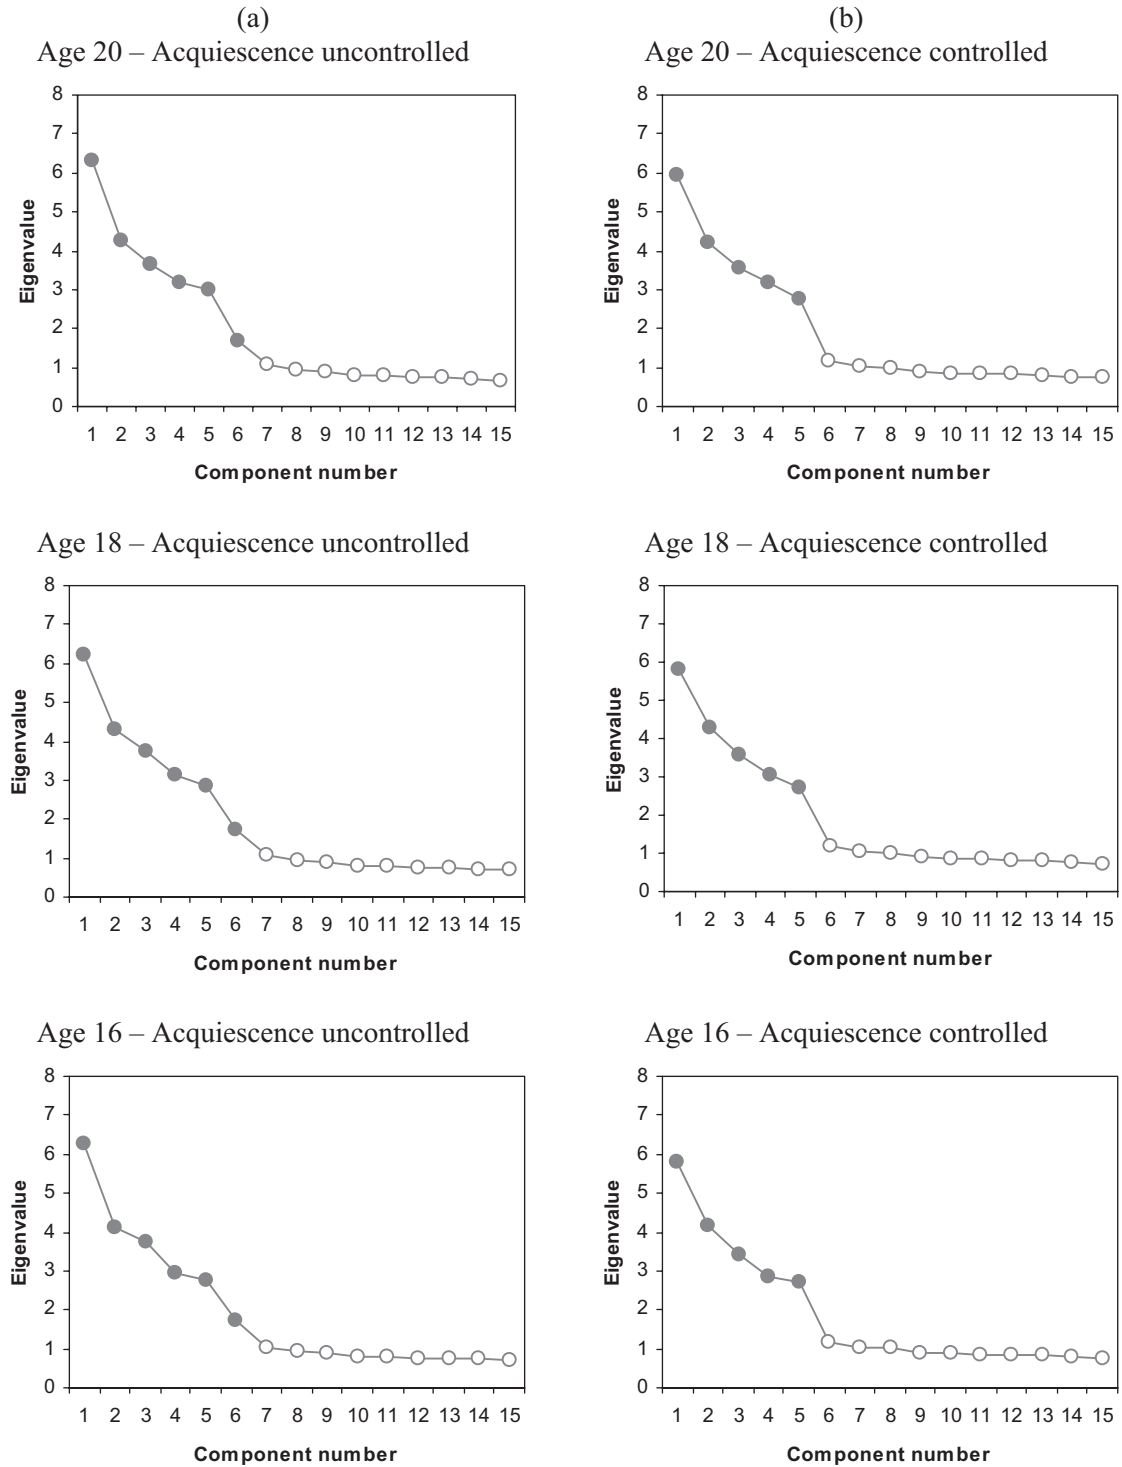 (a)
Age 20 – Acquiescence uncontrolled
8
7
6
5
4
3
2
1
0
Eigenvalue
1 2 3 4 5 6 7 8 9 10 11 12 13 14 15
Component number
(b)
Age 20 – Acquiescence controlled
8
7
6
5
4
3
2
1
0
Eigenvalue
1 2 3 4 5 6 7 8 9 10 11 12 13 14 15
Component number
Age 18 – Acquiescence uncontrolled
8
7
6
5
4
3
2
1
0
Eigenvalue
1 2 3 4 5 6 7 8 9 10 11 12 13 14 15
Component number
Age 18 – Acquiescence controlled
8
7
6
5
4
3
2
1
0
Eigenvalue
1 2 3 4 5 6 7 8 9 10 11 12 13 14 15
Component number
Age 16 – Acquiescence uncontrolled
8
7
6
5
4
3
2
1
0
Eigenvalue
1 2 3 4 5 6 7 8 9 10 11 12 13 14 15
Component number
Age 16 – Acquiescence controlled
8
7
6
5
4
3
2
1
0
Eigenvalue
1 2 3 4 5 6 7 8 9 10 11 12 13 14 15
Component number